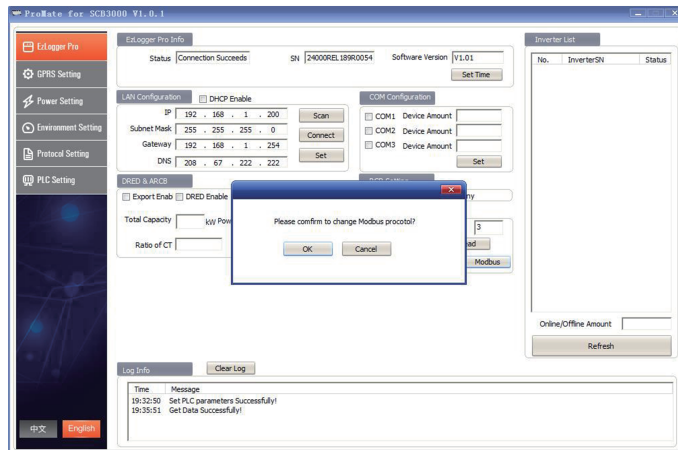 ProMate for SCB3000 V1.0.1
EzLogger Pro
GPRS Setting
Power Setting
Environment Setting
Protocol Setting
PLC Setting
中文 English
EzLogger Pro Info
Status Connection Succeeds SN 24000REL189R0054 Software Version V1.01
Set Time
LAN Configuration DHCP Enable
IP 192 . 168 . 1 . 200 Scan
Subnet Mask 255 . 255 . 255 . 0 Connect
Gateway 192 . 168 . 1 . 254
DNS 208 . 67 . 222 . 222 Set
COM Configuration
COM1 Device Amount
COM2 Device Amount
COM3 Device Amount
Set
DRED & ARCB
Export Enab DRED Enable
Total Capacity kW Pow
Ratio of CT
ny
3
ead
Modbus
Please comfirm to change Modbus procotol?
OK Cancel
Inverter List
No. InverterSN Status
Online/Offline Amount
Refresh
Log Info Clear Log
Time Message
19:32:50 Set PLC parameters Successfully!
19:35:51 Get Data Successfully!